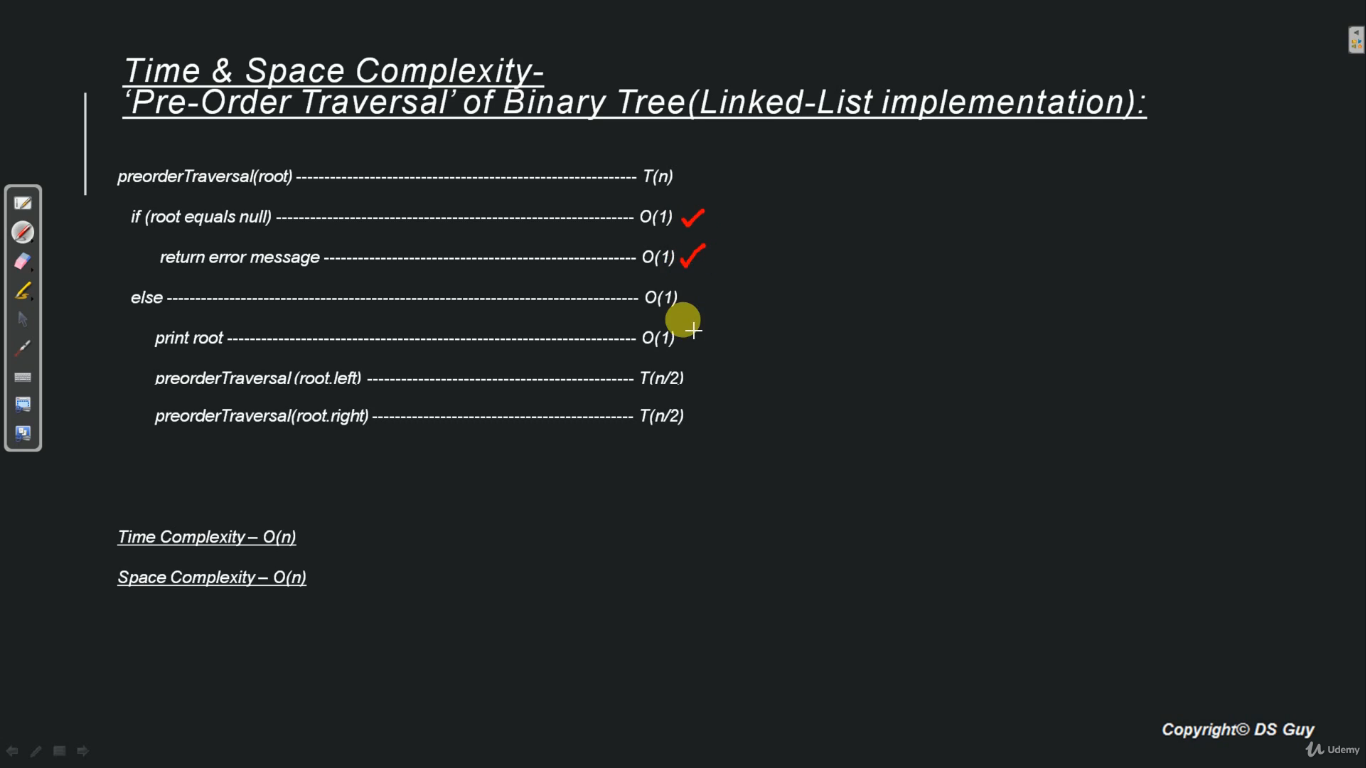 Time & Space Complexity-
‘Pre-Order Traversal’ of Binary Tree(Linked-List implementation):
preorderTraversal(root) ------------------------------------------------------------ T(n)
if (root equals null) --------------------------------------------------------------- O(1)
return error message ------------------------------------------------------- O(1)
else ----------------------------------------------------------------------------------- O(1)
print root ------------------------------------------------------------------------ O(1)
preorderTraversal (root.left) ----------------------------------------------- T(n/2)
preorderTraversal(root.right) ---------------------------------------------- T(n/2)
Time Complexity – O(n)
Space Complexity – O(n)
Copyright© DS Guy
Udemy